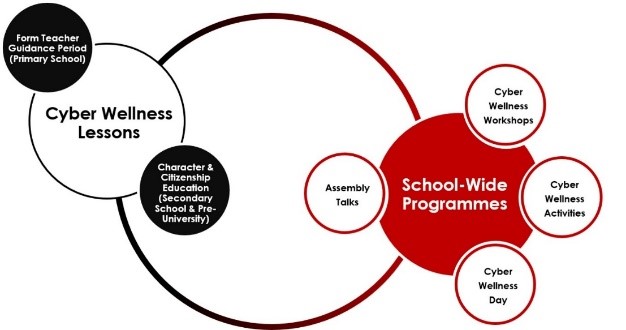 Form Teacher
Guidance Period
(Primary School)
Cyber Wellness
Lessons
Character &
Citizenship
Education
(Secondary
School & Pre-
University)
Cyber
Wellness
Workshops
Assembly
Talks
School-Wide
Programmes
Cyber
Wellness
Activities
Cyber
Wellness
Day